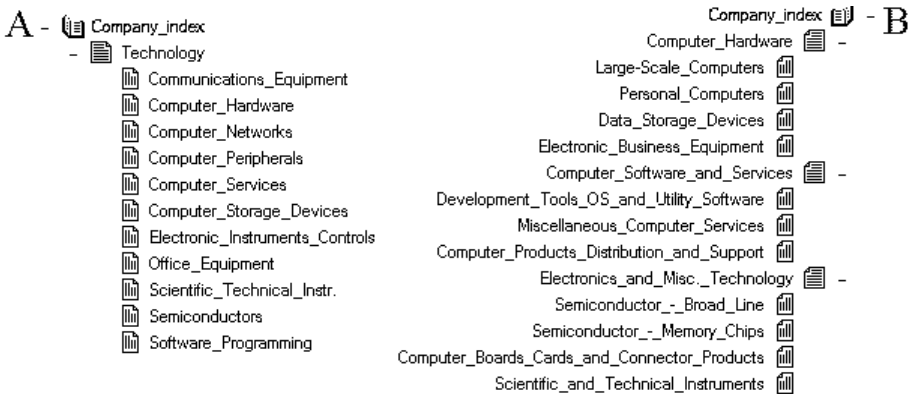 A - Company_index
- Technology
Communications_Equipment
Computer_Hardware
Computer_Networks
Computer_Peripherals
Computer_Services
Computer_Storage_Devices
Electronic_Instruments_Controls
Office_Equipment
Scientific_Technical_Instr.
Semiconductors
Software_Programming
Company_index - B
Computer_Hardware -
Large-Scale_Computers
Personal_Computers
Data_Storage_Devices
Electronic_Business_Equipment
Computer_Software_and_Services -
Development_Tools_OS_and_Utility_Software
Miscellaneous_Computer_Services
Computer_Products_Distribution_and_Support
Electronics_and_Misc._Technology -
Semiconductor_-_Broad_Line
Semiconductor_-_Memory_Chips
Computer_Boards_Cards_and_Connector_Products
Scientific_and_Technical_Instruments